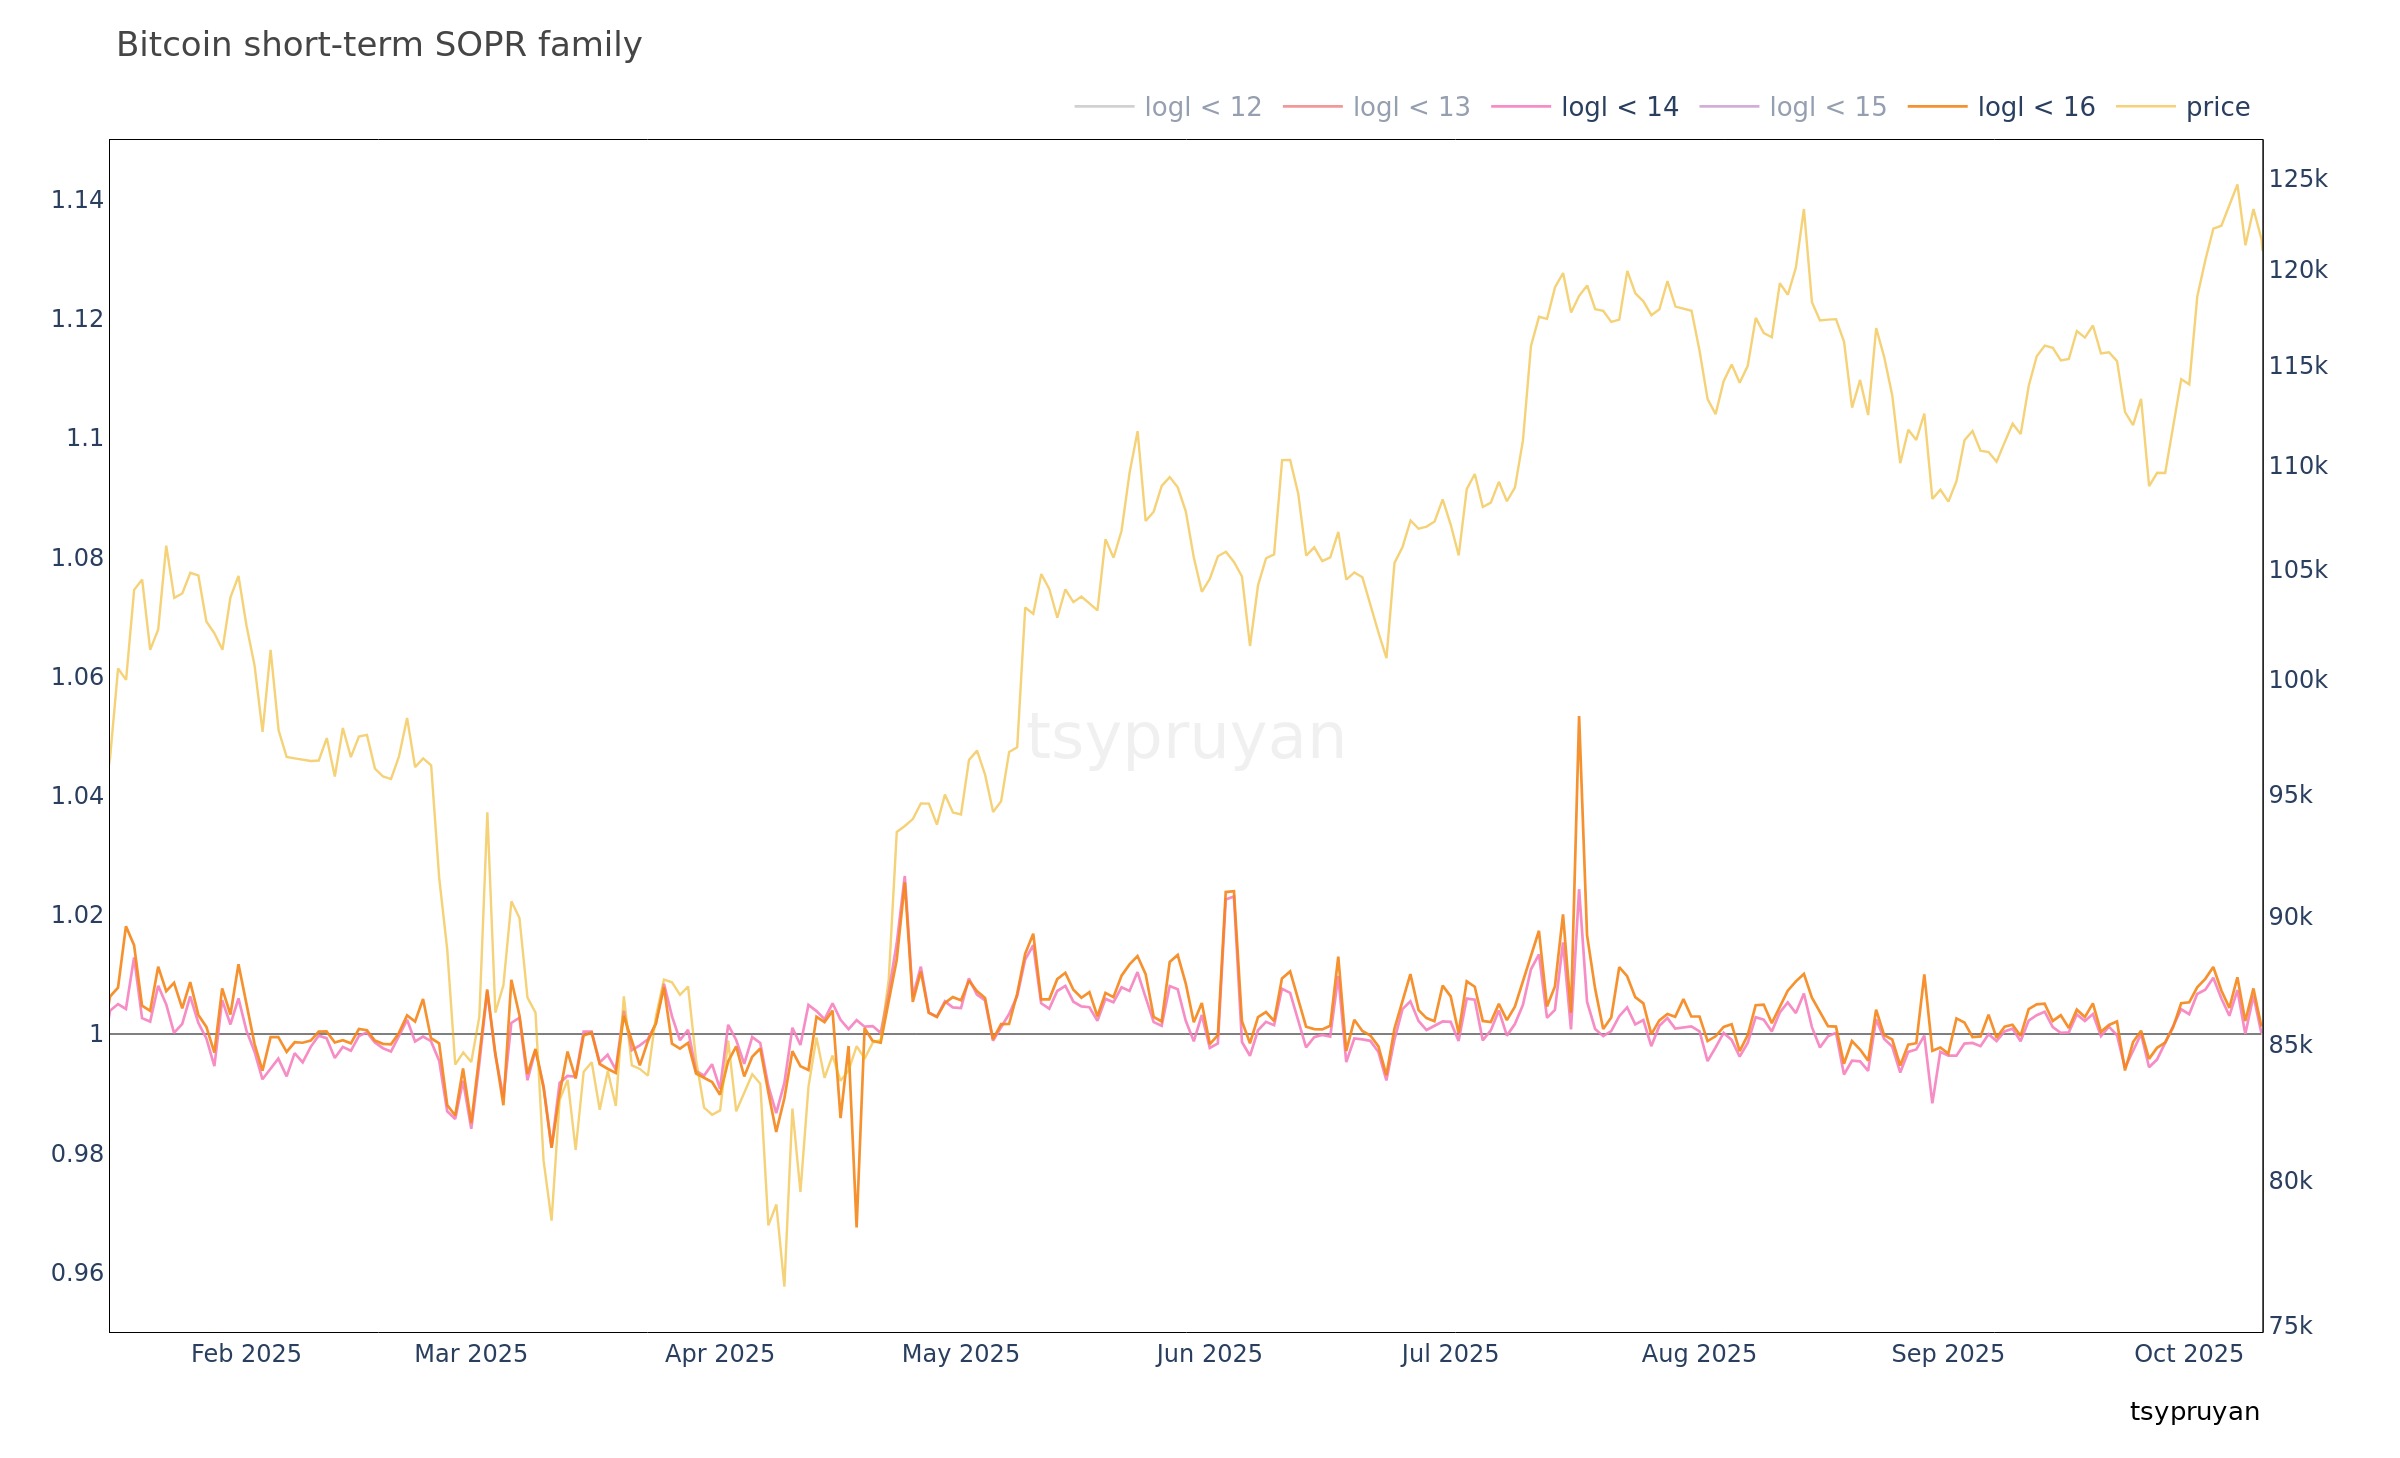 Bitcoin short-term SOPR family
logl < 12 logl < 13 logl < 14 logl < 15 logl < 16 price
1.14
1.12
1.1
1.08
1.06
1.04
1.02
1
0.98
0.96
125k
120k
115k
110k
105k
100k
95k
90k
85k
80k
75k
tsypruyan
Feb 2025 Mar 2025 Apr 2025 May 2025 Jun 2025 Jul 2025 Aug 2025 Sep 2025 Oct 2025
tsypruyan